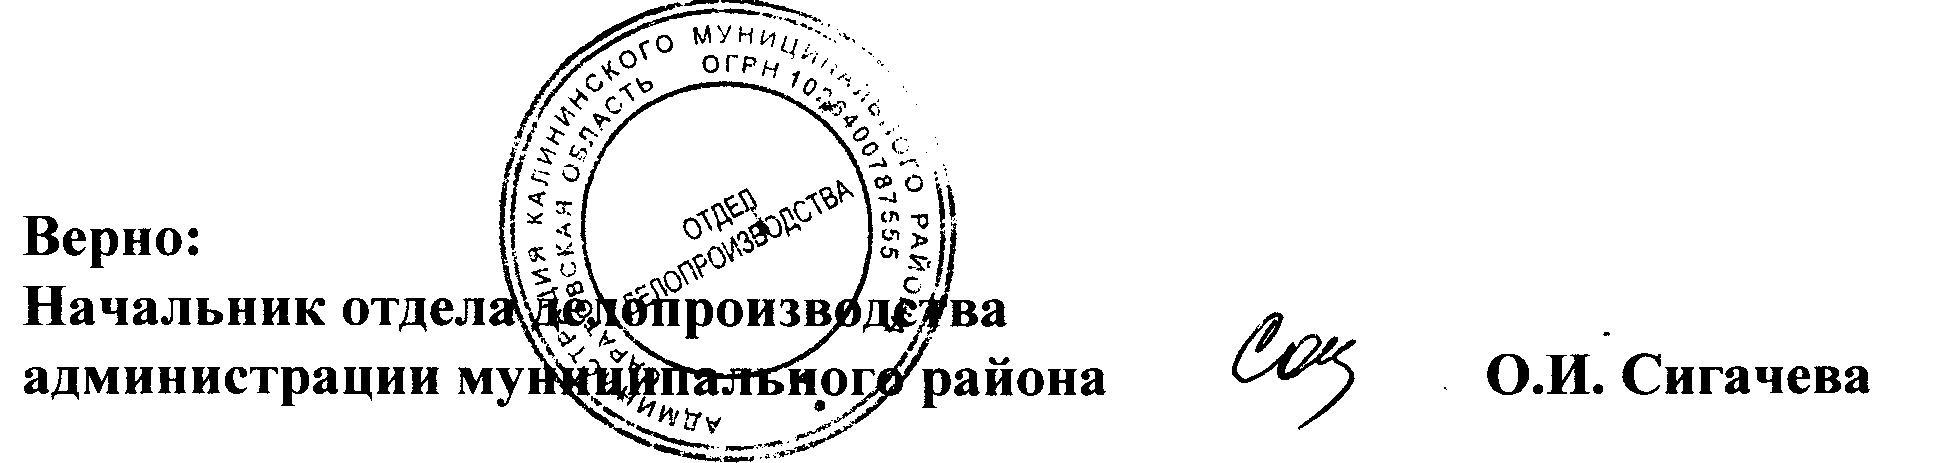 Верно:
Начальник отдела делопроизводства
администрации муниципального района
О.И. Сигачева
АДМИНИСТРАЦИЯ КАЛИНИНСКОГО МУНИЦИПАЛЬНОГО РАЙОНА
САРАТОВСКАЯ ОБЛАСТЬ ОГРН 1026400787555
ОТДЕЛ
ДЕЛОПРОИЗВОДСТВА